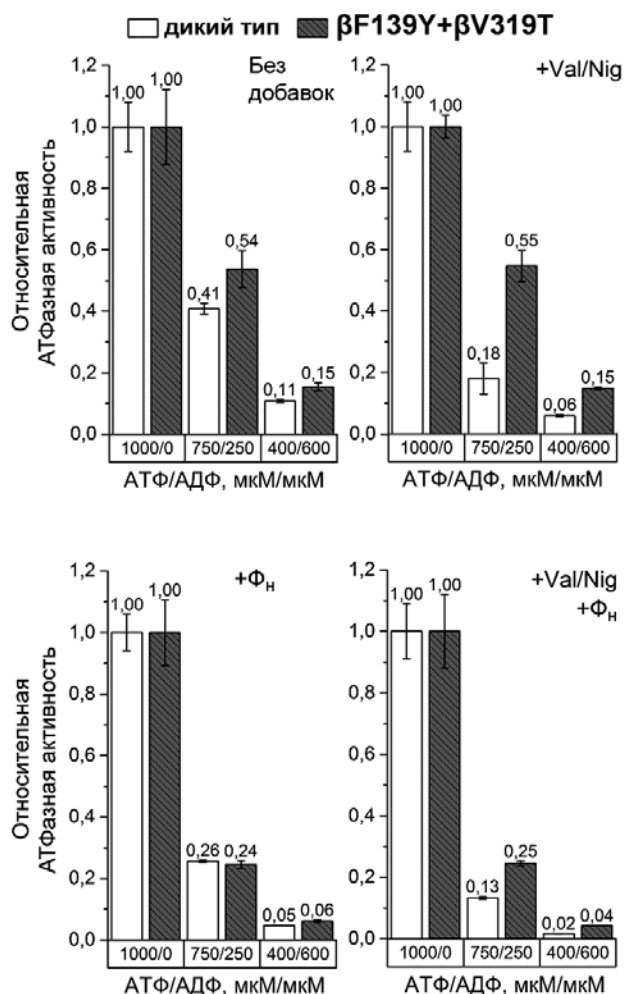 дикий тип βF139Y+βV319T
Без
добавок
Относительная
АТФазная активность
1,2
1,0
0,8
0,6
0,4
0,2
0,0
1,00
1,00
0,41
0,54
0,11
0,15
1000/0 750/250 400/600
АТФ/АДФ, мкМ/мкМ
+Val/Nig
1,2
1,0
0,8
0,6
0,4
0,2
0,0
1,00
1,00
0,18
0,55
0,06
0,15
1000/0 750/250 400/600
АТФ/АДФ, мкМ/мкМ
+Фн
Относительная
АТФазная активность
1,2
1,0
0,8
0,6
0,4
0,2
0,0
1,00
1,00
0,26
0,24
0,05
0,06
1000/0 750/250 400/600
АТФ/АДФ, мкМ/мкМ
+Val/Nig
+Фн
1,2
1,0
0,8
0,6
0,4
0,2
0,0
1,00
1,00
0,13
0,25
0,02
0,04
1000/0 750/250 400/600
АТФ/АДФ, мкМ/мкМ